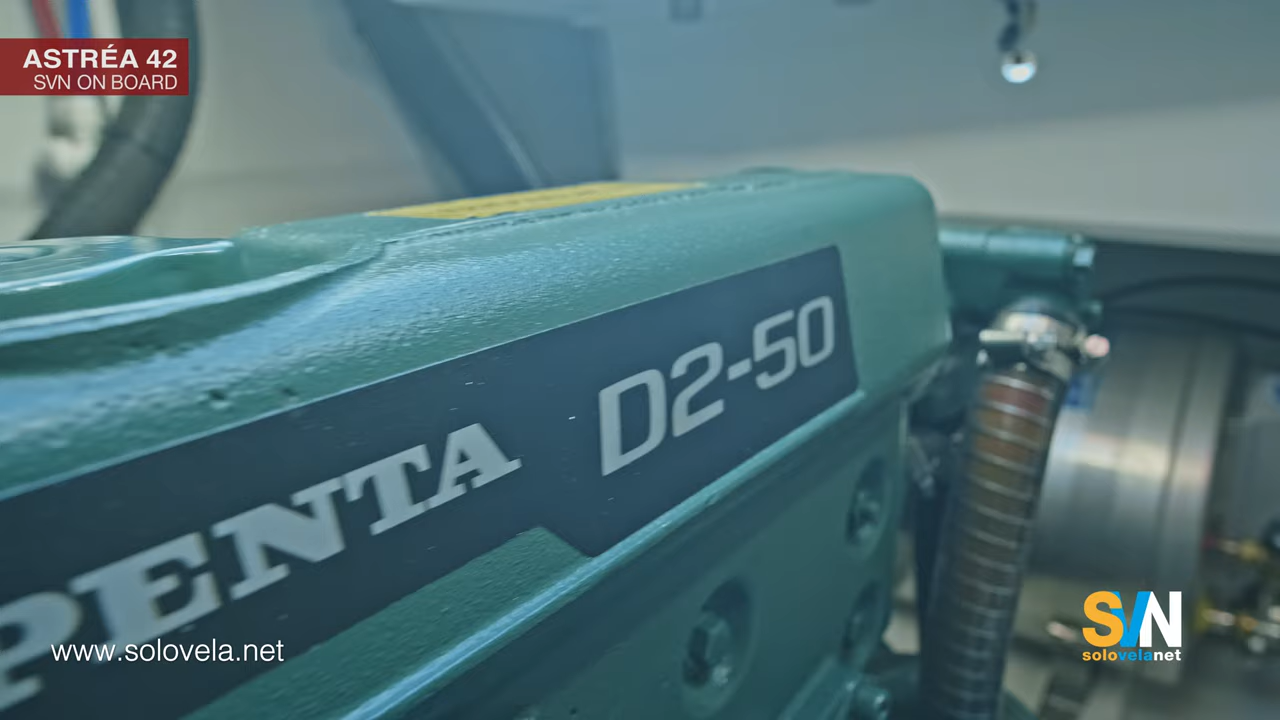 ASTRÉA 42
SVN ON BOARD
D2-50
PENTA
www.solovela.net
SVN
solovelanet